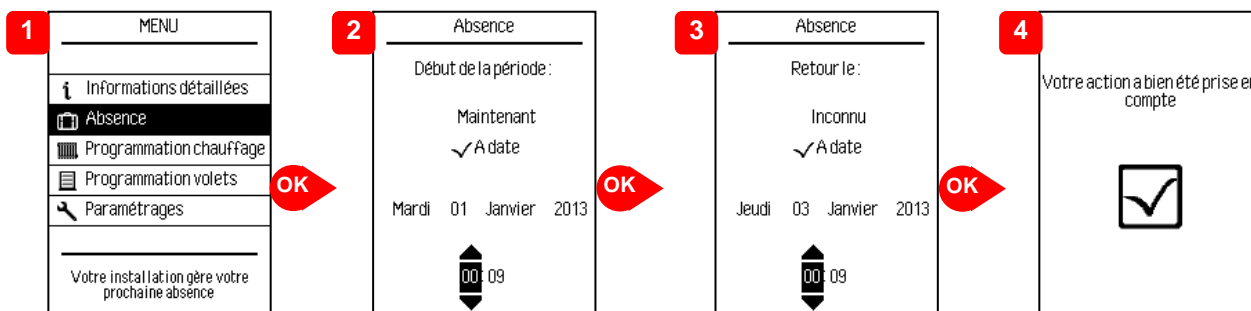 1
MENU
i Informations détaillées
Absence
Programmation chauffage
Programmation volets
Paramétrages
Votre installation gère votre
prochaine absence
OK
2
Absence
Début de la période :
Maintenant
A date
Mardi 01 Janvier 2013
00 : 09
OK
3
Absence
Retour le :
Inconnu
A date
Jeudi 03 Janvier 2013
00 : 09
OK
4
Votre action a bien été prise en
compte